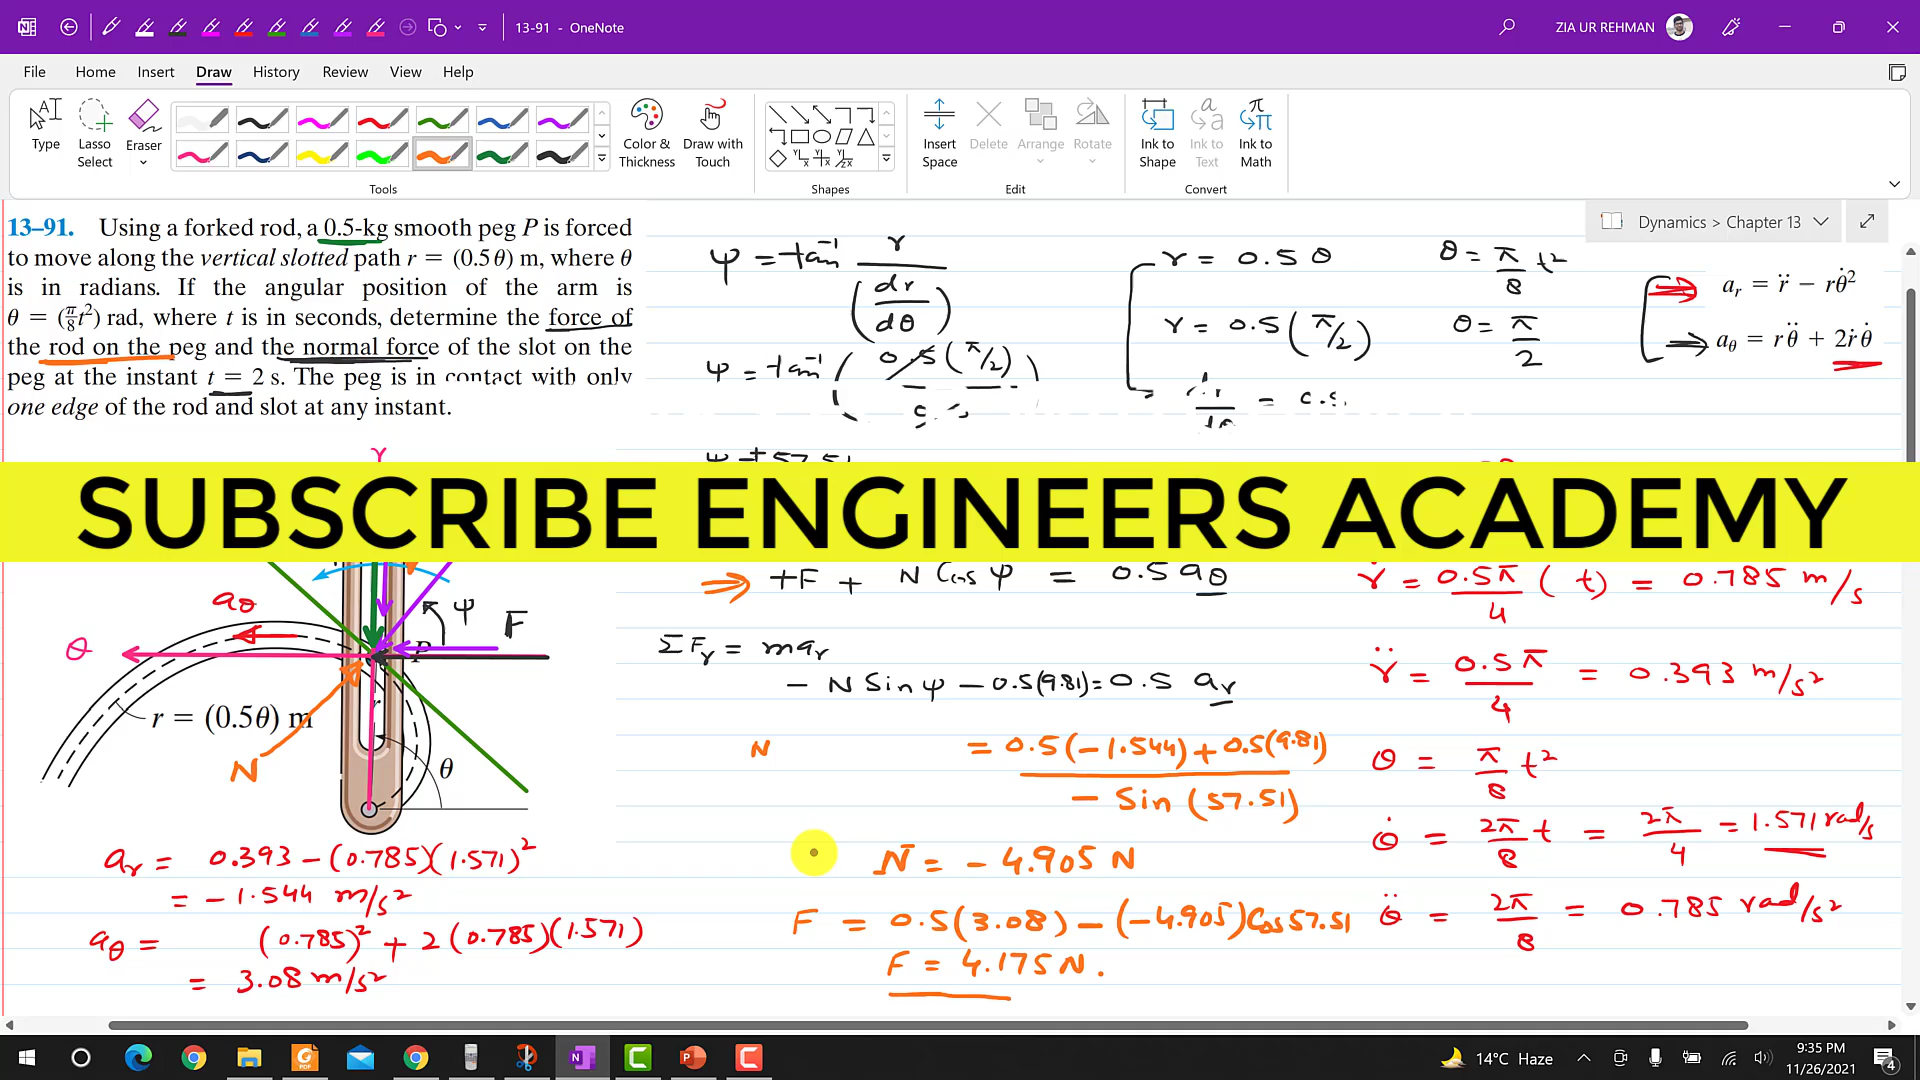 13-91 - OneNote
ZIA UR REHMAN
File Home Insert Draw History Review View Help
Type
Lasso Select
Eraser
Color & Thickness
Draw with Touch
Insert Space
Delete
Arrange
Rotate
Ink to Shape
Ink to Text
Ink to Math
Tools
Shapes
Edit
Convert
Dynamics > Chapter 13
13–91. Using a forked rod, a 0.5-kg smooth peg P is forced
to move along the vertical slotted path r = (0.5θ) m, where θ
is in radians. If the angular position of the arm is
θ = (π/8 t²) rad, where t is in seconds, determine the force of
the rod on the peg and the normal force of the slot on the
peg at the instant t = 2 s. The peg is in contact with only
one edge of the rod and slot at any instant.
ψ = tan⁻¹ r / (dr/dθ)
ψ = tan⁻¹ ( 0.5 (π/2)
r = 0.5 θ
r = 0.5 (π/2)
θ = π/8 t²
θ = π/2
⇒ a_r = r̈ − rθ̇²
⇒ a_θ = rθ̈ + 2ṙθ̇
SUBSCRIBE ENGINEERS ACADEMY
⇒ +F + N Cos ψ = 0.5 a_θ
ΣF_r = ma_r
− N Sin ψ − 0.5(9.81) = 0.5 a_r
N = 0.5(−1.544) + 0.5(9.81) / − Sin (57.51)
N = − 4.905 N
F = 0.5(3.08) − (−4.905) Cos 57.51
F = 4.175 N.
ṙ = 0.5π/4 (t) = 0.785 m/s
r̈ = 0.5π/4 = 0.393 m/s²
θ = π/8 t²
θ̇ = 2π/8 t = 2π/4 = 1.571 rad/s
θ̈ = 2π/8 = 0.785 rad/s²
r
a_θ
θ
ψ
F
P
r
r = (0.5θ) m
N
θ
a_r = 0.393 − (0.785)(1.571)²
= −1.544 m/s²
a_θ = (0.785)² + 2(0.785)(1.571)
= 3.08 m/s²
14°C Haze
9:35 PM
11/26/2021
4